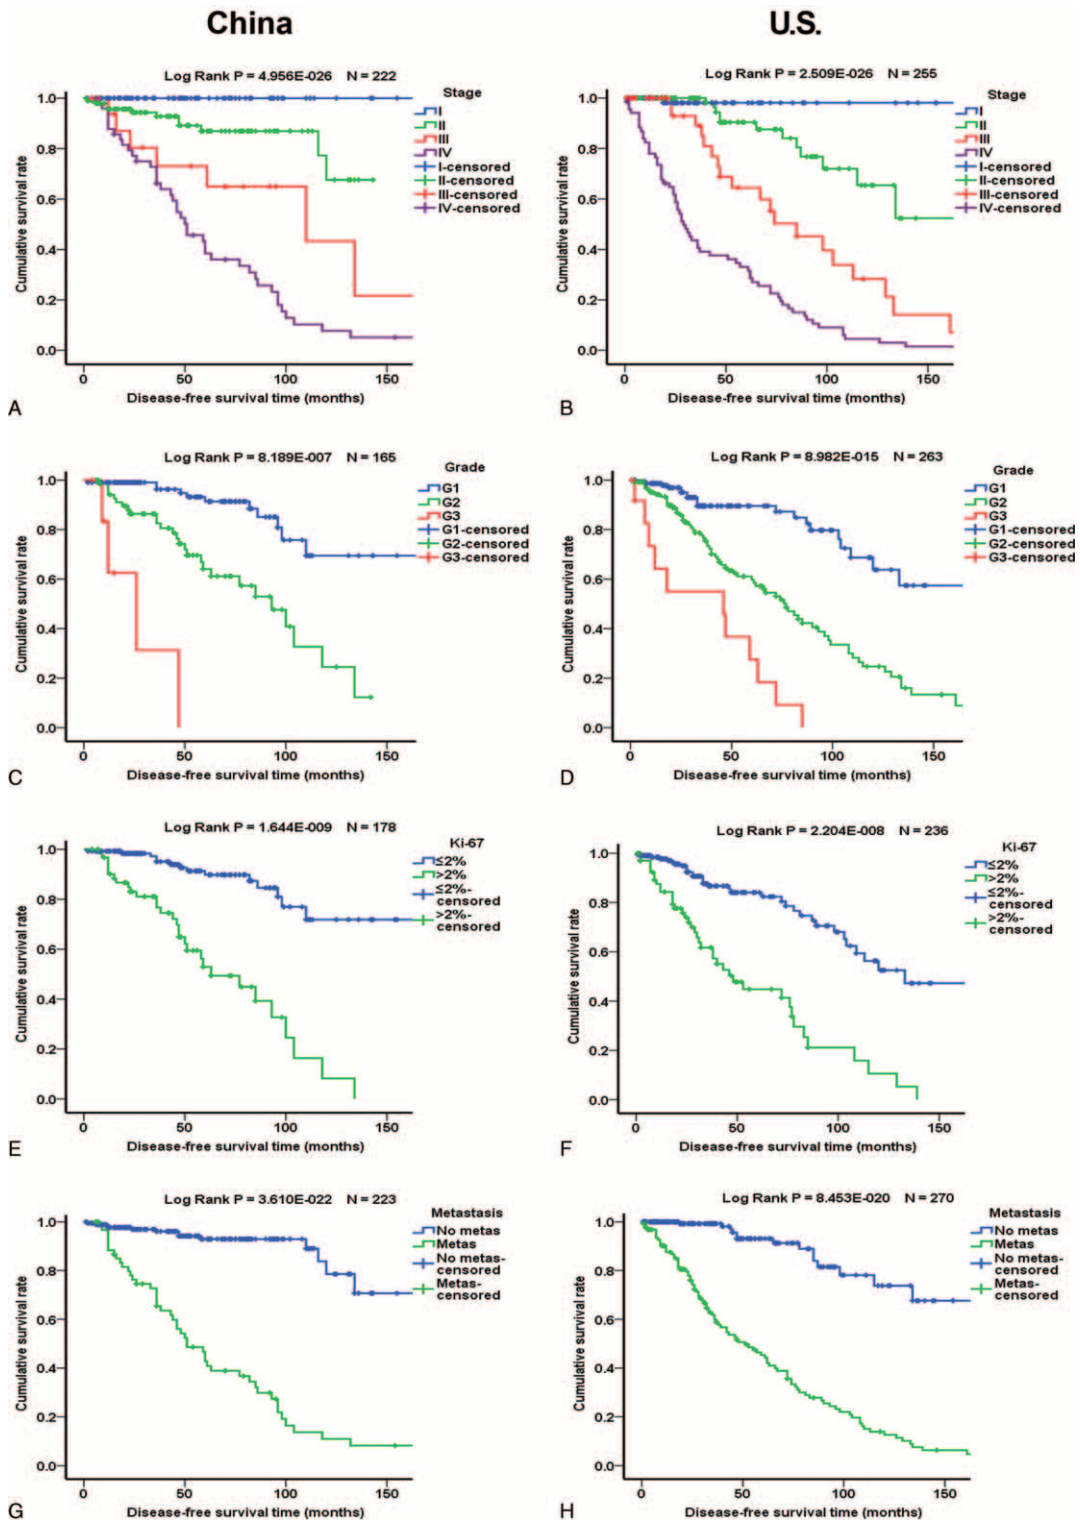 China
U.S.
Log Rank P = 4.956E-026 N = 222
Cumulative survival rate
1.0
0.8
0.6
0.4
0.2
0.0
0 50 100 150
Disease-free survival time (months)
Stage
I
II
III
IV
I-censored
II-censored
III-censored
IV-censored
A
Log Rank P = 2.509E-026 N = 255
Cumulative survival rate
1.0
0.8
0.6
0.4
0.2
0.0
0 50 100 150
Disease-free survival time (months)
Stage
I
II
III
IV
I-censored
II-censored
III-censored
IV-censored
B
Log Rank P = 8.189E-007 N = 165
Cumulative survival rate
1.0
0.8
0.6
0.4
0.2
0.0
0 50 100 150
Disease-free survival time (months)
Grade
G1
G2
G3
G1-censored
G2-censored
G3-censored
C
Log Rank P = 8.982E-015 N = 263
Cumulative survival rate
1.0
0.8
0.6
0.4
0.2
0.0
0 50 100 150
Disease-free survival time (months)
Grade
G1
G2
G3
G1-censored
G2-censored
G3-censored
D
Log Rank P = 1.644E-009 N = 178
Cumulative survival rate
1.0
0.8
0.6
0.4
0.2
0.0
0 50 100 150
Disease-free survival time (months)
Ki-67
≤2%
>2%
≤2%-
censored
>2%-
censored
E
Log Rank P = 2.204E-008 N = 236
Cumulative survival rate
1.0
0.8
0.6
0.4
0.2
0.0
0 50 100 150
Disease-free survival time (months)
Ki-67
≤2%
>2%
≤2%-
censored
>2%-
censored
F
Log Rank P = 3.610E-022 N = 223
Cumulative survival rate
1.0
0.8
0.6
0.4
0.2
0.0
0 50 100 150
Disease-free survival time (months)
Metastasis
No metas
Metas
No metas-
censored
Metas-
censored
G
Log Rank P = 8.453E-020 N = 270
Cumulative survival rate
1.0
0.8
0.6
0.4
0.2
0.0
0 50 100 150
Disease-free survival time (months)
Metastasis
No metas
Metas
No metas-
censored
Metas-
censored
H